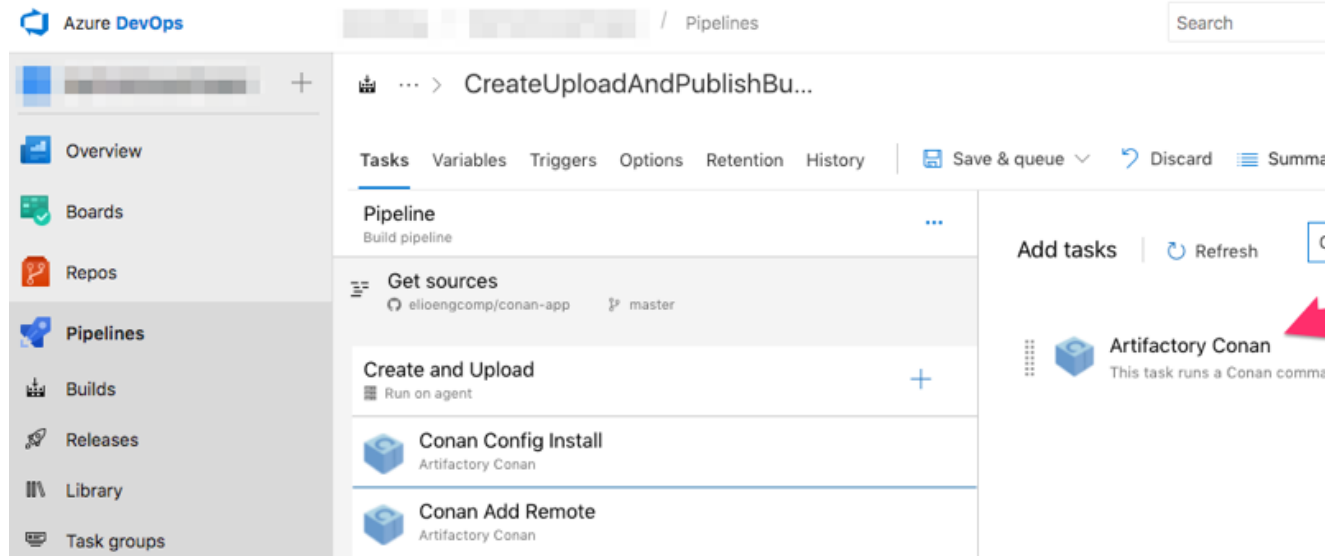 Azure DevOps
/ Pipelines
Search
... > CreateUploadAndPublishBu...
Overview
Boards
Repos
Pipelines
Builds
Releases
Library
Task groups
Tasks Variables Triggers Options Retention History
Save & queue Discard Summa
Pipeline
Build pipeline
Get sources
elioengcomp/conan-app master
Create and Upload
Run on agent
Conan Config Install
Artifactory Conan
Conan Add Remote
Artifactory Conan
Add tasks Refresh
Artifactory Conan
This task runs a Conan comma